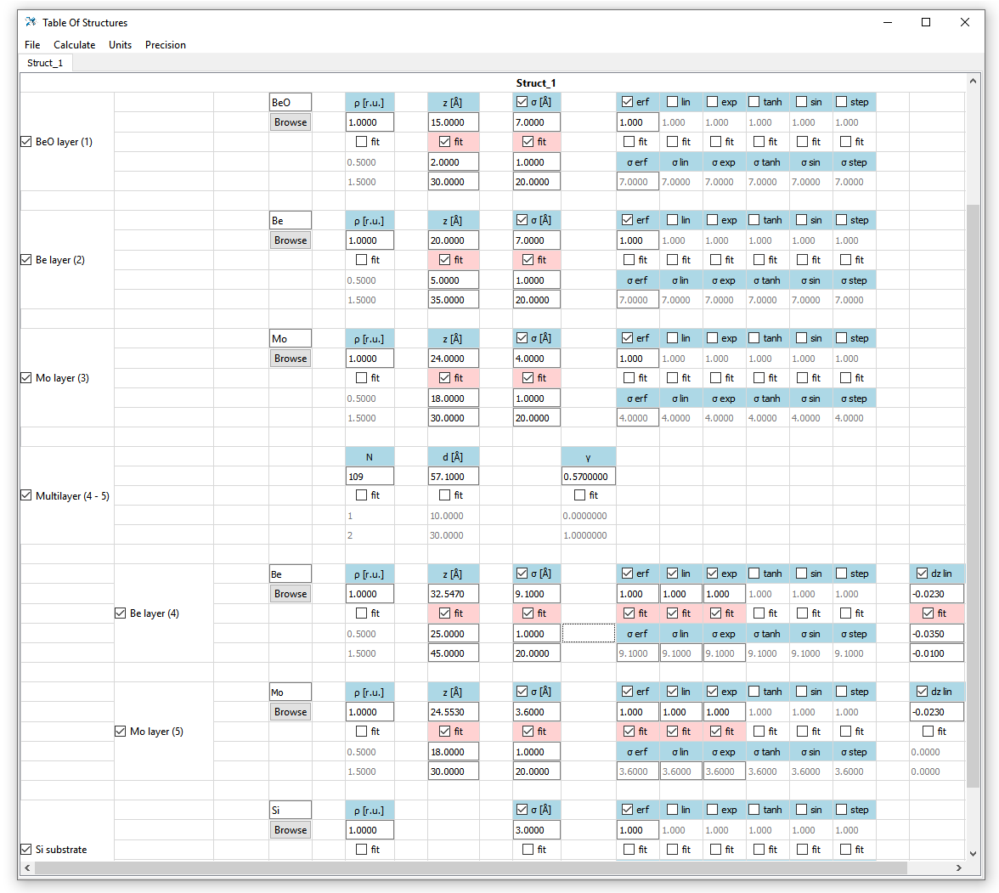 Table Of Structures
File Calculate Units Precision
Struct_1
Struct_1
BeO ρ [r.u.] z [Å] σ [Å] erf lin exp tanh sin step
Browse 1.0000 15.0000 7.0000 1.000 1.000 1.000 1.000 1.000 1.000
BeO layer (1) fit fit fit fit fit fit fit fit fit
0.5000 2.0000 1.0000 σ erf σ lin σ exp σ tanh σ sin σ step
1.5000 30.0000 20.0000 7.0000 7.0000 7.0000 7.0000 7.0000 7.0000
Be ρ [r.u.] z [Å] σ [Å] erf lin exp tanh sin step
Browse 1.0000 20.0000 7.0000 1.000 1.000 1.000 1.000 1.000 1.000
Be layer (2) fit fit fit fit fit fit fit fit fit
0.5000 5.0000 1.0000 σ erf σ lin σ exp σ tanh σ sin σ step
1.5000 35.0000 20.0000 7.0000 7.0000 7.0000 7.0000 7.0000 7.0000
Mo ρ [r.u.] z [Å] σ [Å] erf lin exp tanh sin step
Browse 1.0000 24.0000 4.0000 1.000 1.000 1.000 1.000 1.000 1.000
Mo layer (3) fit fit fit fit fit fit fit fit fit
0.5000 18.0000 1.0000 σ erf σ lin σ exp σ tanh σ sin σ step
1.5000 30.0000 20.0000 4.0000 4.0000 4.0000 4.0000 4.0000 4.0000
N d [Å] γ
109 57.1000 0.5700000
Multilayer (4 - 5) fit fit fit
1 10.0000 0.0000000
2 30.0000 1.0000000
Be ρ [r.u.] z [Å] σ [Å] erf lin exp tanh sin step dz lin
Browse 1.0000 32.5470 9.1000 1.000 1.000 1.000 1.000 1.000 1.000 -0.0230
Be layer (4) fit fit fit fit fit fit fit fit fit fit
0.5000 25.0000 1.0000 σ erf σ lin σ exp σ tanh σ sin σ step -0.0350
1.5000 45.0000 20.0000 9.1000 9.1000 9.1000 9.1000 9.1000 9.1000 -0.0100
Mo ρ [r.u.] z [Å] σ [Å] erf lin exp tanh sin step dz lin
Browse 1.0000 24.5530 3.6000 1.000 1.000 1.000 1.000 1.000 1.000 -0.0230
Mo layer (5) fit fit fit fit fit fit fit fit fit fit
0.5000 18.0000 1.0000 σ erf σ lin σ exp σ tanh σ sin σ step 0.0000
1.5000 30.0000 20.0000 3.6000 3.6000 3.6000 3.6000 3.6000 3.6000 0.0000
Si ρ [r.u.] σ [Å] erf lin exp tanh sin step
Browse 1.0000 3.0000 1.000 1.000 1.000 1.000 1.000 1.000
Si substrate fit fit fit fit fit fit fit fit